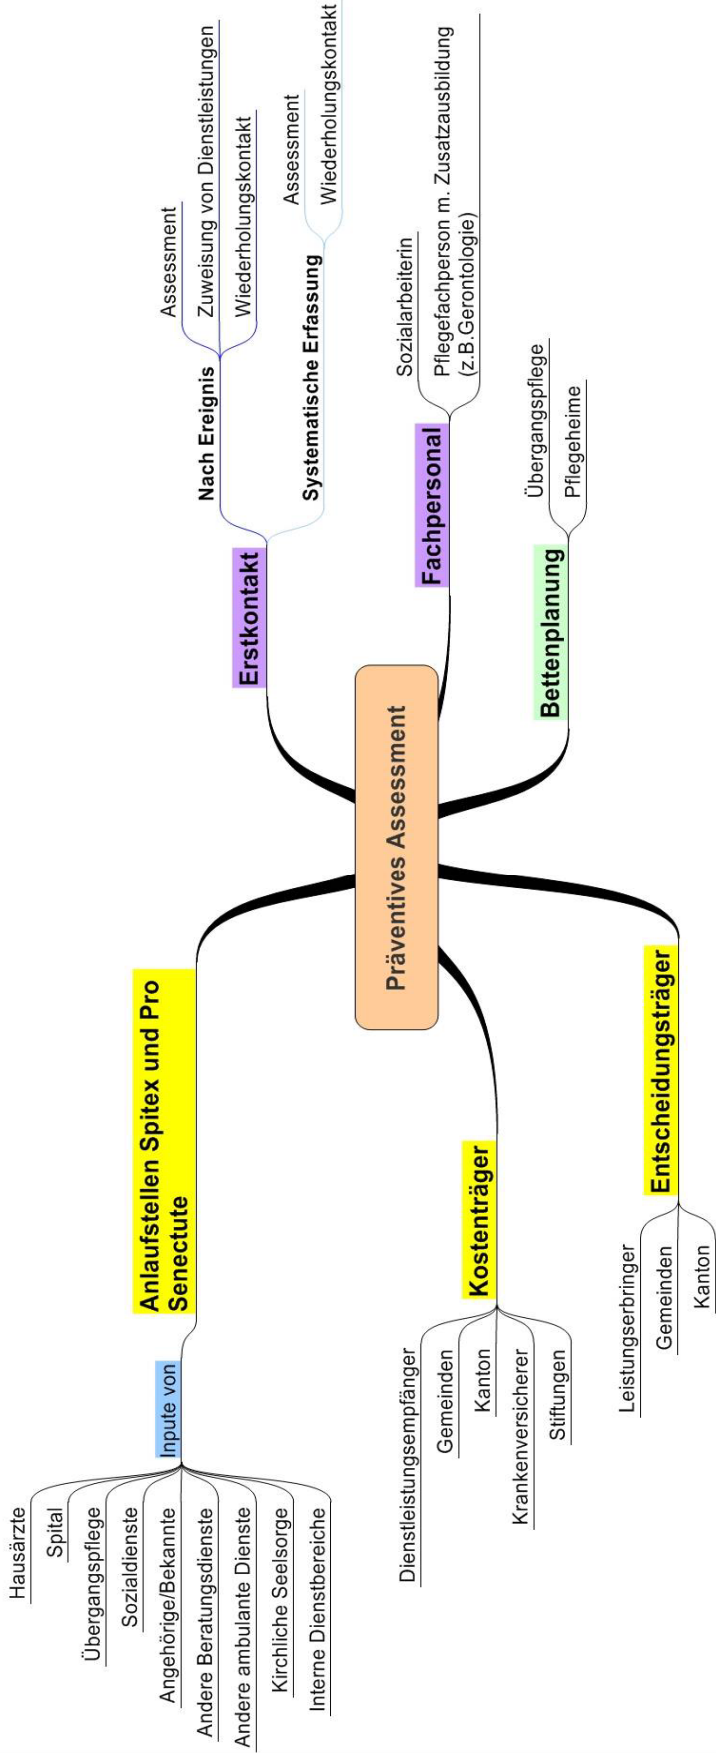 Präventives Assessment
Erstkontakt
Nach Ereignis
Assessment
Zuweisung von Dienstleistungen
Wiederholungskontakt
Systematische Erfassung
Assessment
Wiederholungskontakt
Fachpersonal
Sozialarbeiterin
Pflegefachperson m. Zusatzausbildung
(z.B.Gerontologie)
Bettenplanung
Übergangspflege
Pflegeheime
Anlaufstellen Spitex und Pro
Senectute
Inpute von
Hausärzte
Spital
Übergangspflege
Sozialdienste
Angehörige/Bekannte
Andere Beratungsdienste
Andere ambulante Dienste
Kirchliche Seelsorge
Interne Dienstbereiche
Kostenträger
Dienstleistungsempfänger
Gemeinden
Kanton
Krankenversicherer
Stiftungen
Entscheidungsträger
Leistungserbringer
Gemeinden
Kanton